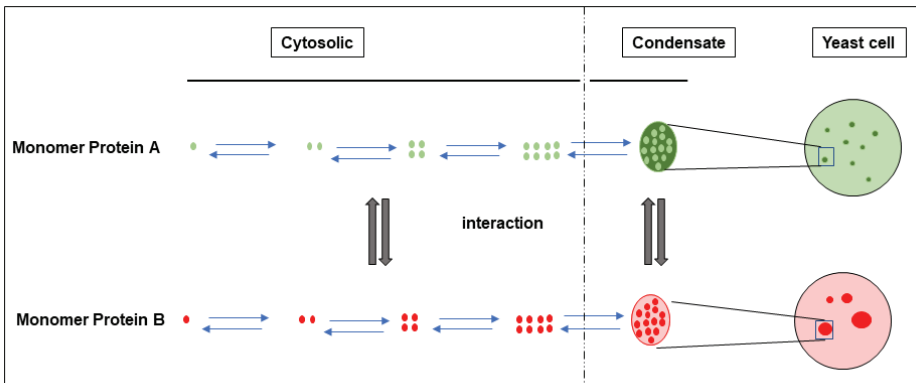 Cytosolic
Condensate
Yeast cell
Monomer Protein A
interaction
Monomer Protein B